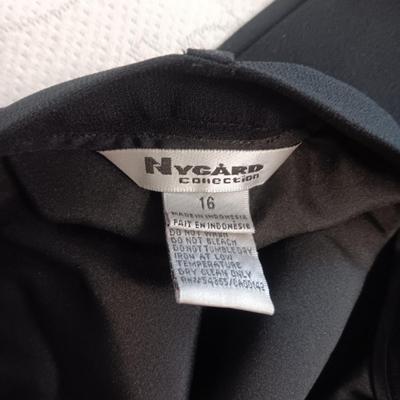 NYGÅRD
Collection
16
MADE IN INDONESIA
FAIT EN INDONESIE
DO NOT WASH
DO NOT BLEACH
DO NOT TUMBLE DRY
IRON AT LOW
TEMPERATURE
DRY CLEAN ONLY